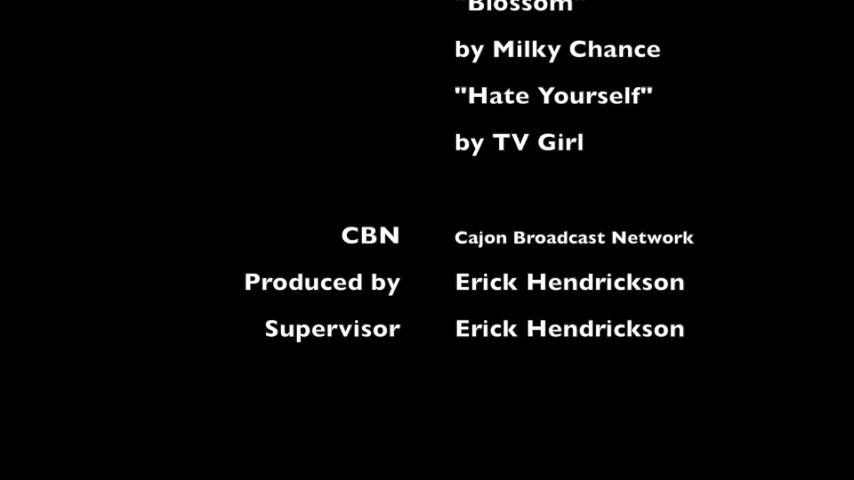 "Blossom"
by Milky Chance
"Hate Yourself"
by TV Girl
CBN Cajon Broadcast Network
Produced by Erick Hendrickson
Supervisor Erick Hendrickson